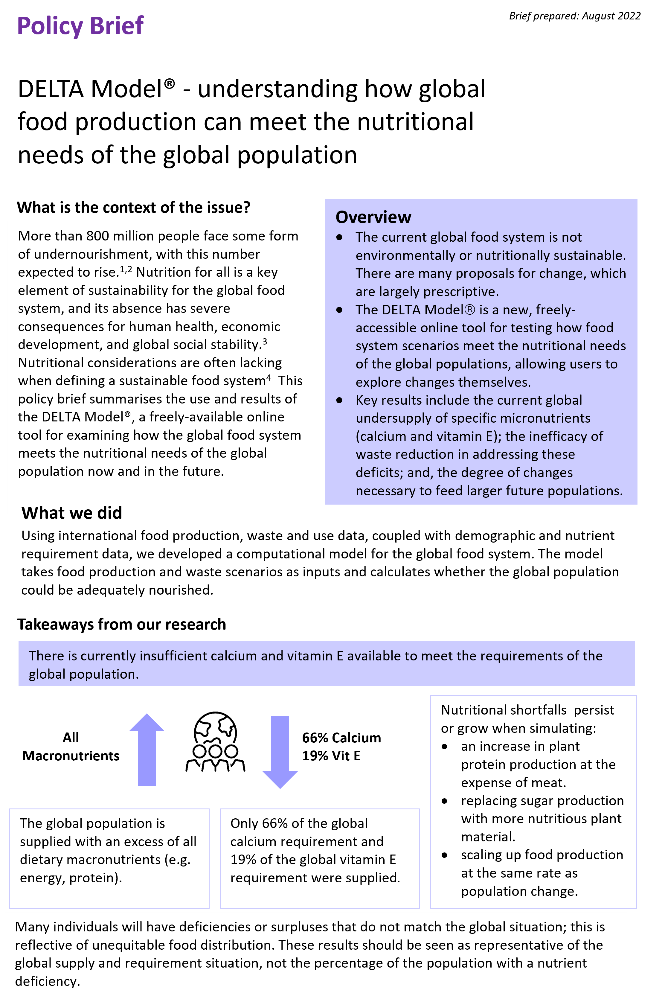 Policy Brief
Brief prepared: August 2022
DELTA Model® - understanding how global
food production can meet the nutritional
needs of the global population
What is the context of the issue?
More than 800 million people face some form
of undernourishment, with this number
expected to rise.1,2 Nutrition for all is a key
element of sustainability for the global food
system, and its absence has severe
consequences for human health, economic
development, and global social stability.3
Nutritional considerations are often lacking
when defining a sustainable food system4  This
policy brief summarises the use and results of
the DELTA Model®, a freely-available online
tool for examining how the global food system
meets the nutritional needs of the global
population now and in the future.
Overview
● The current global food system is not
environmentally or nutritionally sustainable.
There are many proposals for change, which
are largely prescriptive.
● The DELTA Model® is a new, freely-
accessible online tool for testing how food
system scenarios meet the nutritional needs
of the global populations, allowing users to
explore changes themselves.
● Key results include the current global
undersupply of specific micronutrients
(calcium and vitamin E); the inefficacy of
waste reduction in addressing these
deficits; and, the degree of changes
necessary to feed larger future populations.
What we did
Using international food production, waste and use data, coupled with demographic and nutrient
requirement data, we developed a computational model for the global food system. The model
takes food production and waste scenarios as inputs and calculates whether the global population
could be adequately nourished.
Takeaways from our research
There is currently insufficient calcium and vitamin E available to meet the requirements of the
global population.
All
Macronutrients
66% Calcium
19% Vit E
The global population is
supplied with an excess of all
dietary macronutrients (e.g.
energy, protein).
Only 66% of the global
calcium requirement and
19% of the global vitamin E
requirement were supplied.
Nutritional shortfalls  persist
or grow when simulating:
● an increase in plant
protein production at the
expense of meat.
● replacing sugar production
with more nutritious plant
material.
● scaling up food production
at the same rate as
population change.
Many individuals will have deficiencies or surpluses that do not match the global situation; this is
reflective of unequitable food distribution. These results should be seen as representative of the
global supply and requirement situation, not the percentage of the population with a nutrient
deficiency.